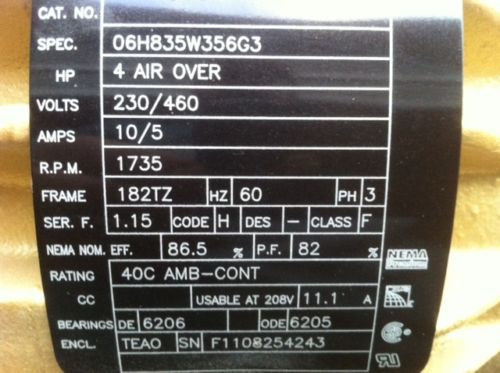 CAT. NO.
SPEC. 06H835W356G3
HP 4 AIR OVER
VOLTS 230/460
AMPS 10/5
R.P.M. 1735
FRAME 182TZ HZ 60 PH 3
SER. F. 1.15 CODE H DES - CLASS F
NEMA NOM. EFF. 86.5 % P.F. 82 %
NEMA
RATING 40C AMB-CONT
CC USABLE AT 208V 11.1 A
BEARINGS DE 6206 ODE 6205
ENCL. TEAO SN F1108254243